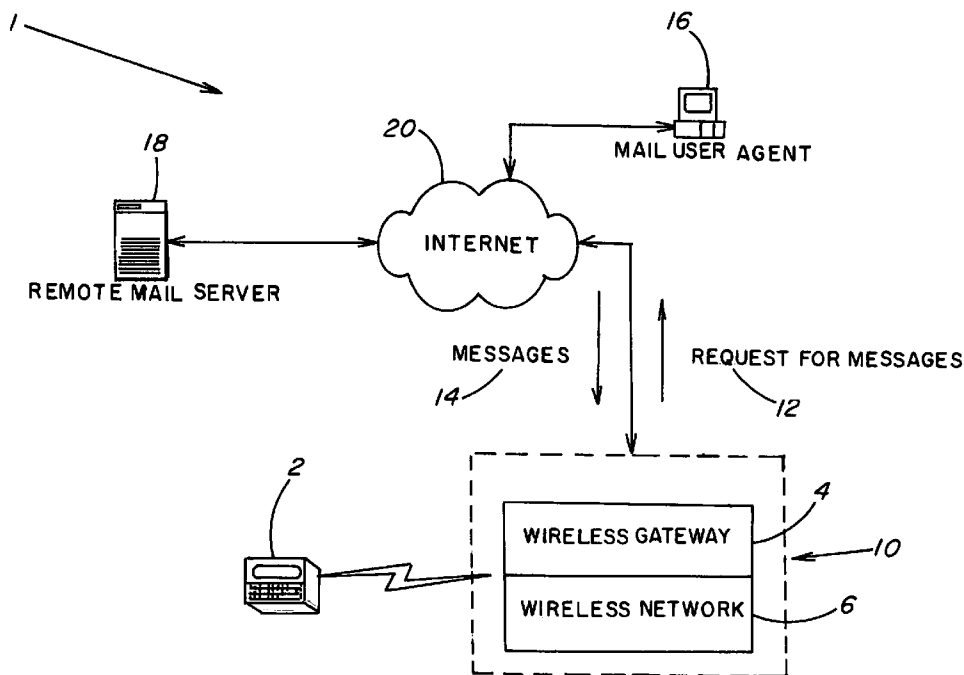 1
16
20
18
MAIL USER AGENT
INTERNET
REMOTE MAIL SERVER
MESSAGES
REQUEST FOR MESSAGES
14
12
2
4
WIRELESS GATEWAY
10
WIRELESS NETWORK
6